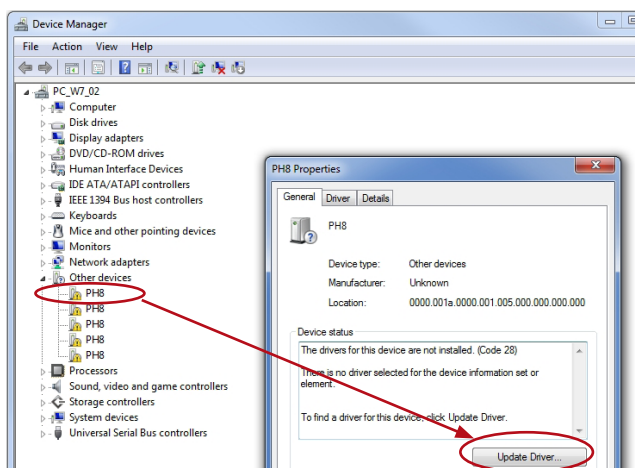 Device Manager
File Action View Help
PC_W7_02
Computer
Disk drives
Display adapters
DVD/CD-ROM drives
Human Interface Devices
IDE ATA/ATAPI controllers
IEEE 1394 Bus host controllers
Keyboards
Mice and other pointing devices
Monitors
Network adapters
Other devices
PH8
PH8
PH8
PH8
PH8
Processors
Sound, video and game controllers
Storage controllers
System devices
Universal Serial Bus controllers
PH8 Properties
General Driver Details
PH8
Device type: Other devices
Manufacturer: Unknown
Location: 0000.001a.0000.001.005.000.000.000.000
Device status
The drivers for this device are not installed. (Code 28)
There is no driver selected for the device information set or
element.
To find a driver for this device, click Update Driver.
Update Driver...